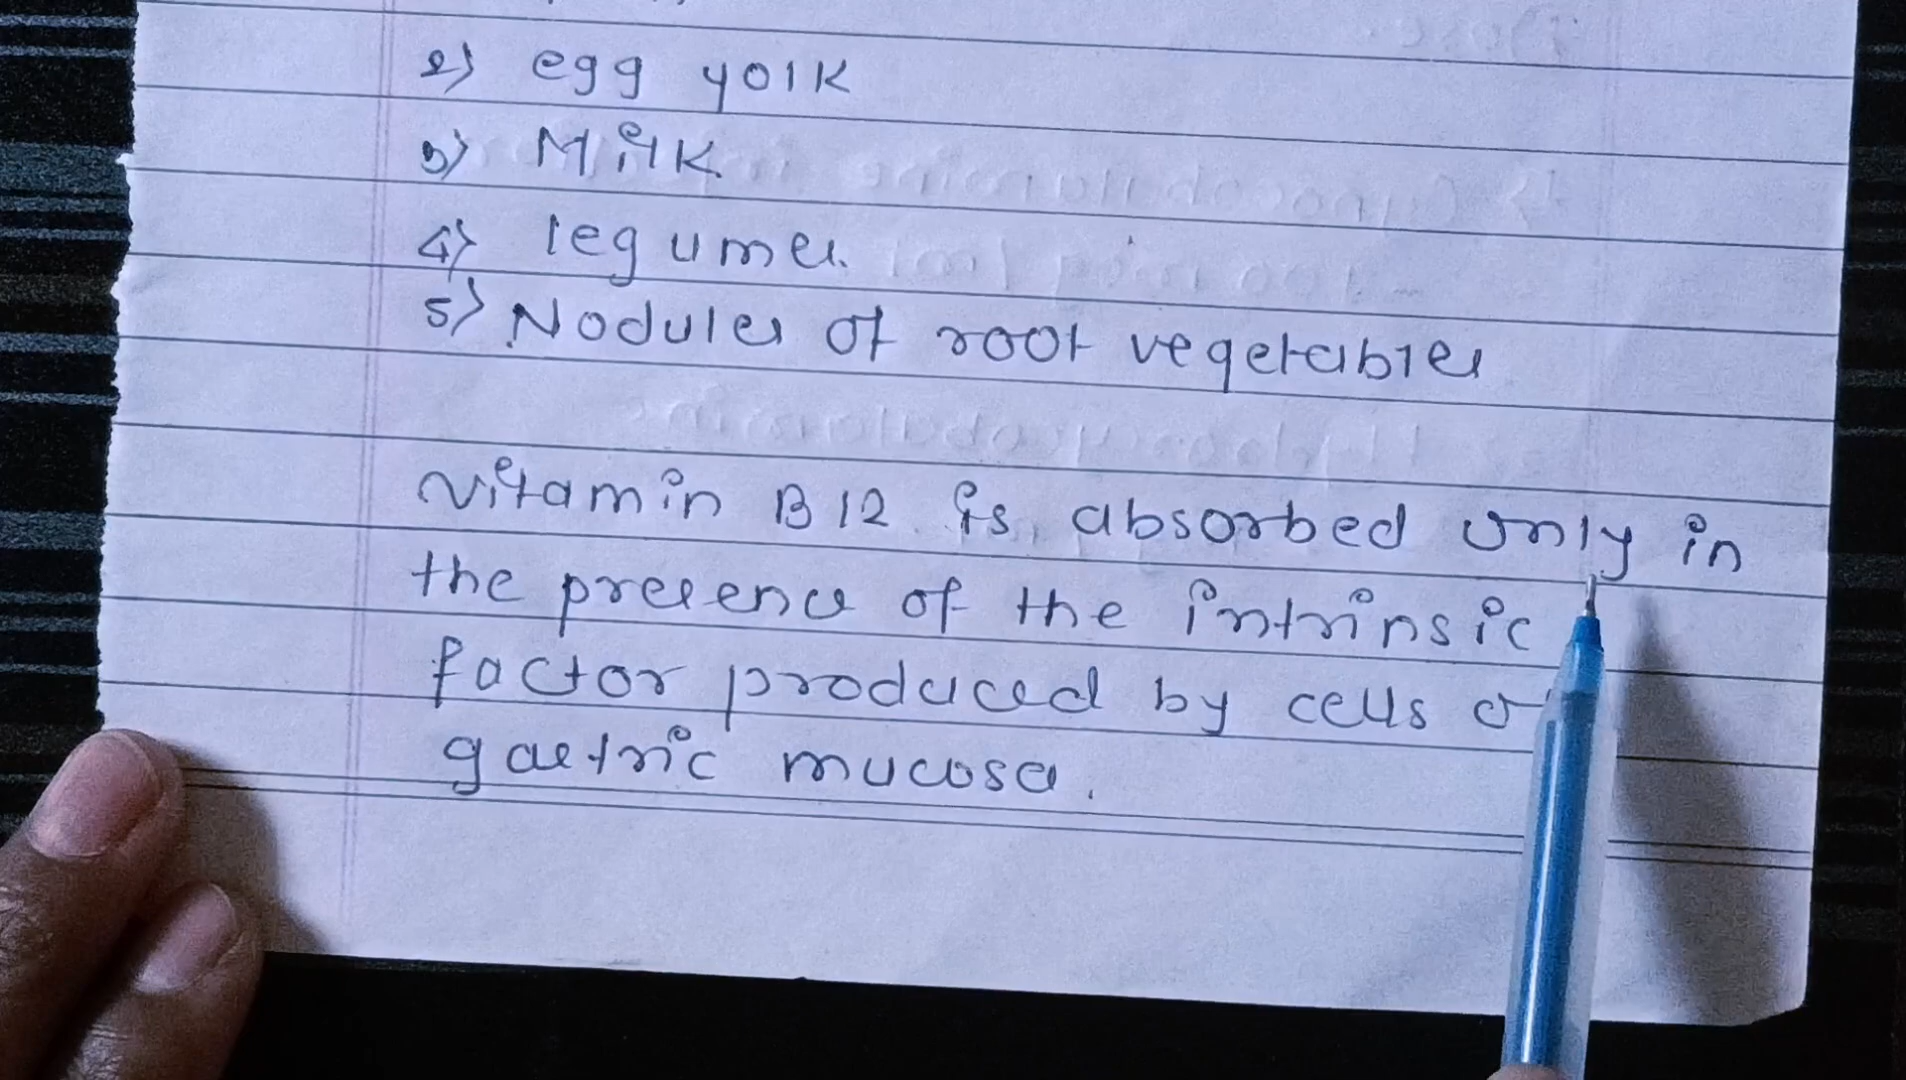 2) egg yolk
3) Milk
4) legumes.
5) Nodules of root vegetables
vitamin B12 is absorbed only in
the presence of the intrinsic
factor produced by cells of
gastric mucosa.